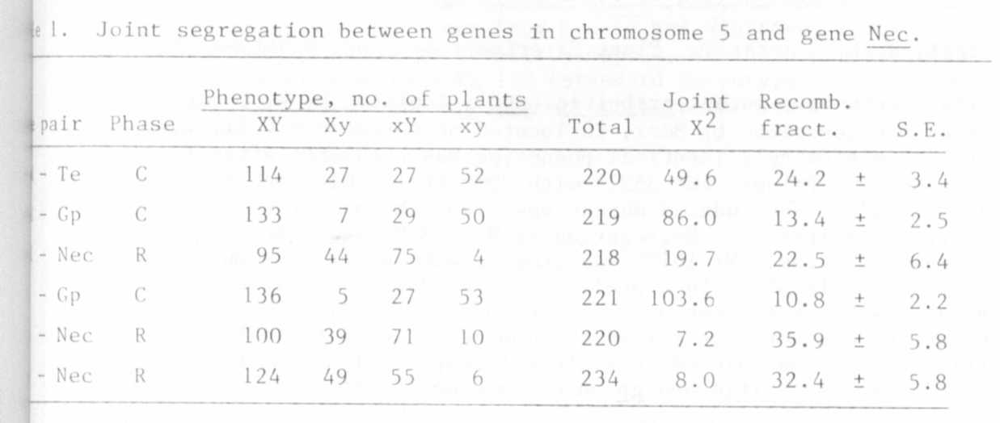 1. Joint segregation between genes in chromosome 5 and gene Nec.
Phenotype, no. of plants Joint Recomb.
pair Phase XY Xy xY xy Total X2 fract. S.E.
- Te C 114 27 27 52 220 49.6 24.2 ± 3.4
- Gp C 133 7 29 50 219 86.0 13.4 ± 2.5
- Nec R 95 44 75 4 218 19.7 22.5 ± 6.4
- Gp C 136 5 27 53 221 103.6 10.8 ± 2.2
- Nec R 100 39 71 10 220 7.2 35.9 ± 5.8
- Nec R 124 49 55 6 234 8.0 32.4 ± 5.8